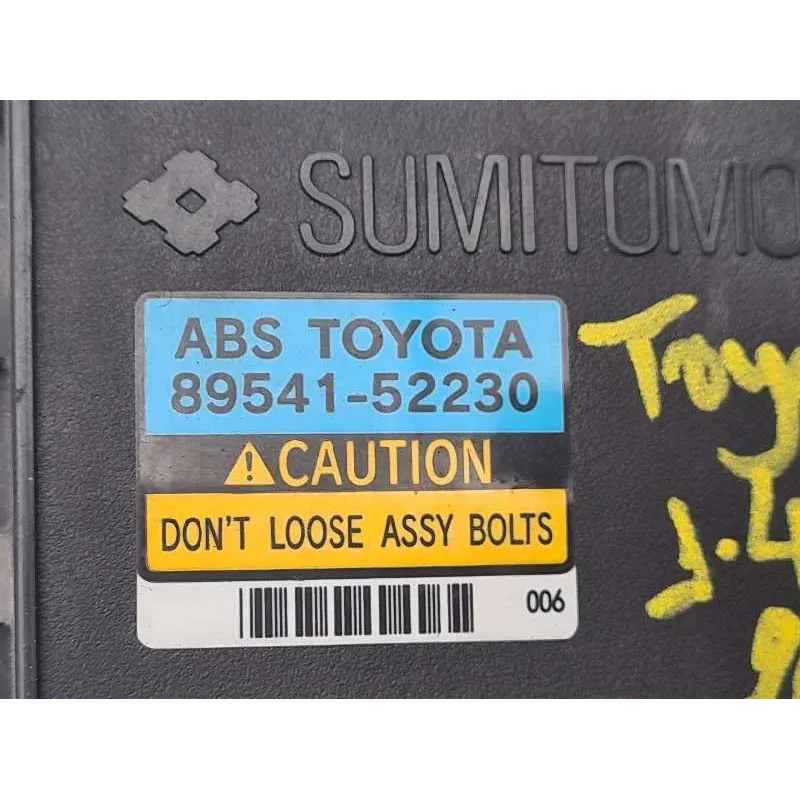 SUMITOMO
ABS TOYOTA
89541-52230
CAUTION
DON'T LOOSE ASSY BOLTS
006